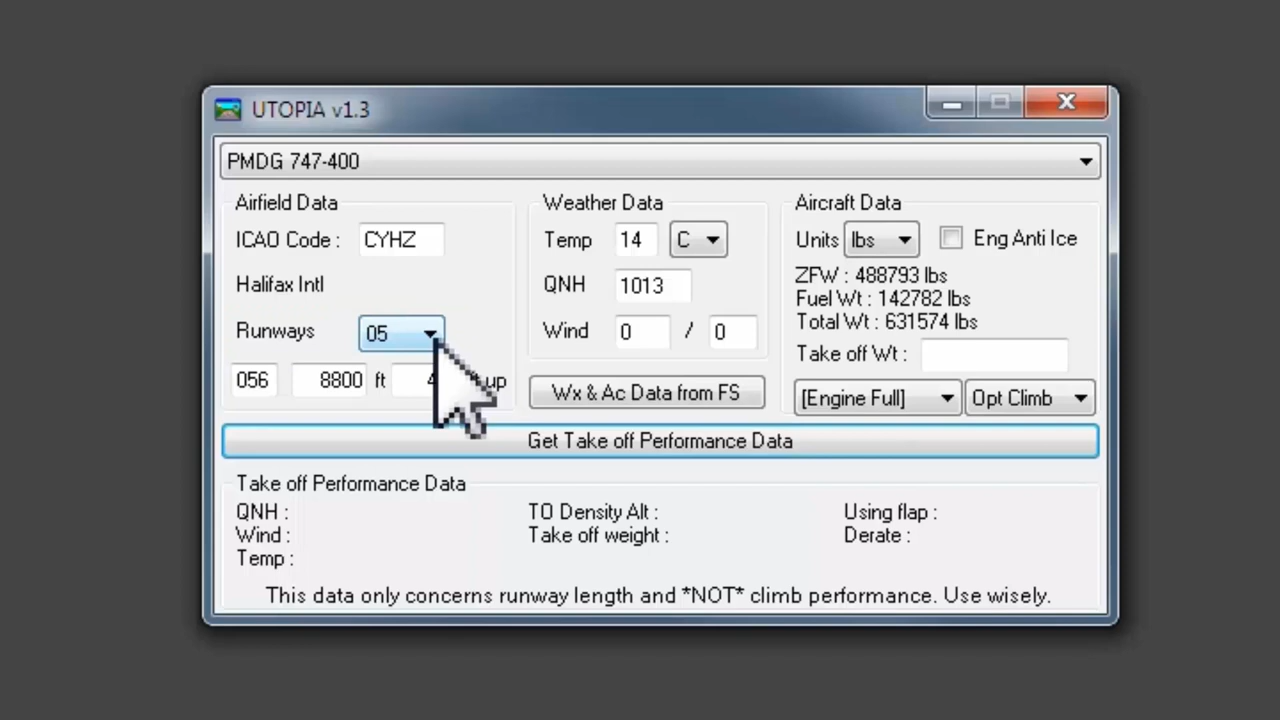 UTOPIA v1.3
PMDG 747-400
Airfield Data
ICAO Code : CYHZ
Halifax Intl
Runways 05
056 8800 ft up
Weather Data
Temp 14 C
QNH 1013
Wind 0 / 0
Wx & Ac Data from FS
Aircraft Data
Units lbs Eng Anti Ice
ZFW : 488793 lbs
Fuel Wt : 142782 lbs
Total Wt : 631574 lbs
Take off Wt :
[Engine Full] Opt Climb
Get Take off Performance Data
Take off Performance Data
QNH : TO Density Alt : Using flap :
Wind : Take off weight : Derate :
Temp :
This data only concerns runway length and *NOT* climb performance. Use wisely.